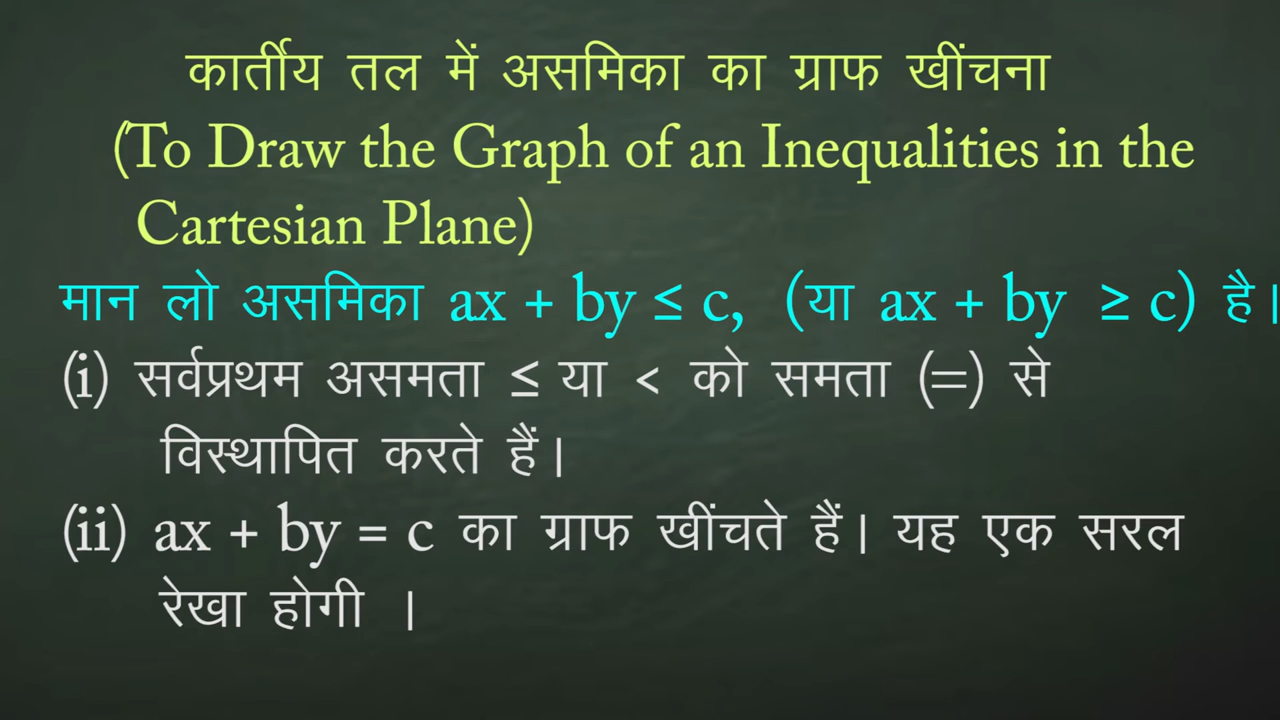 कार्तीय तल में असमिका का ग्राफ खींचना
(To Draw the Graph of an Inequalities in the
Cartesian Plane)
मान लो असमिका ax + by ≤ c, (या ax + by ≥ c) है।
(i) सर्वप्रथम असमता ≤ या < को समता (=) से
विस्थापित करते हैं।
(ii) ax + by = c का ग्राफ खींचते हैं। यह एक सरल
रेखा होगी ।